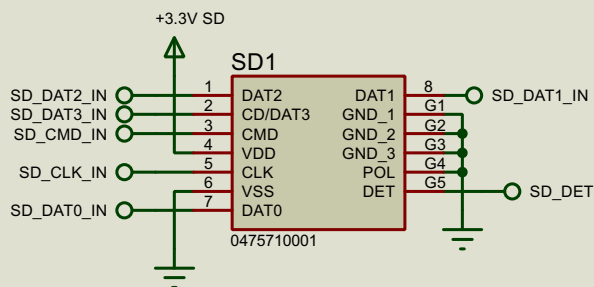 +3.3V SD
SD1
SD_DAT2_IN 1 DAT2 DAT1 8 SD_DAT1_IN
SD_DAT3_IN 2 CD/DAT3 GND_1 G1
SD_CMD_IN 3 CMD GND_2 G2
4 VDD GND_3 G3
SD_CLK_IN 5 CLK POL G4
6 VSS DET G5 SD_DET
SD_DAT0_IN 7 DAT0
0475710001